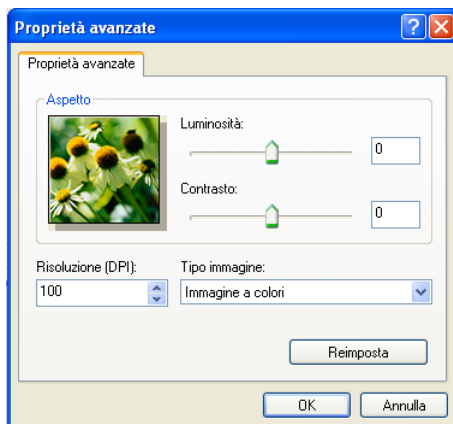 Proprietà avanzate
Proprietà avanzate
Aspetto
Luminosità:
0
Contrasto:
0
Risoluzione (DPI):
Tipo immagine:
100
Immagine a colori
Reimposta
OK
Annulla